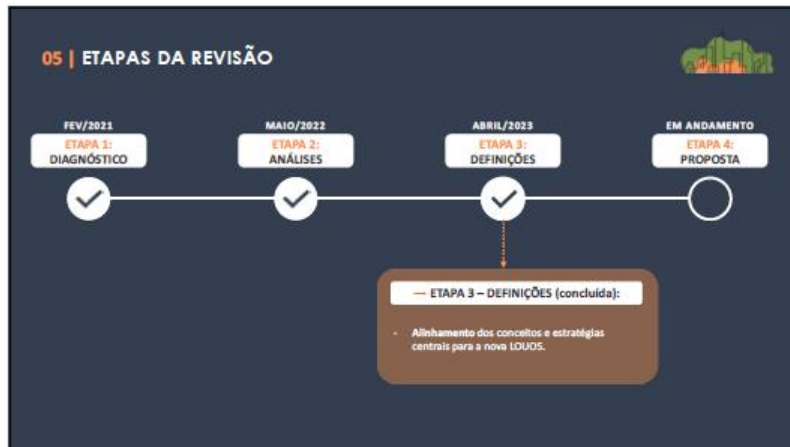 05 | ETAPAS DA REVISÃO
FEV/2021
ETAPA 1:
DIAGNÓSTICO
MAIO/2022
ETAPA 2:
ANÁLISES
ABRIL/2023
ETAPA 3:
DEFINIÇÕES
EM ANDAMENTO
ETAPA 4:
PROPOSTA
— ETAPA 3 – DEFINIÇÕES (concluída):
- Alinhamento dos conceitos e estratégias
centrais para a nova LOUOS.